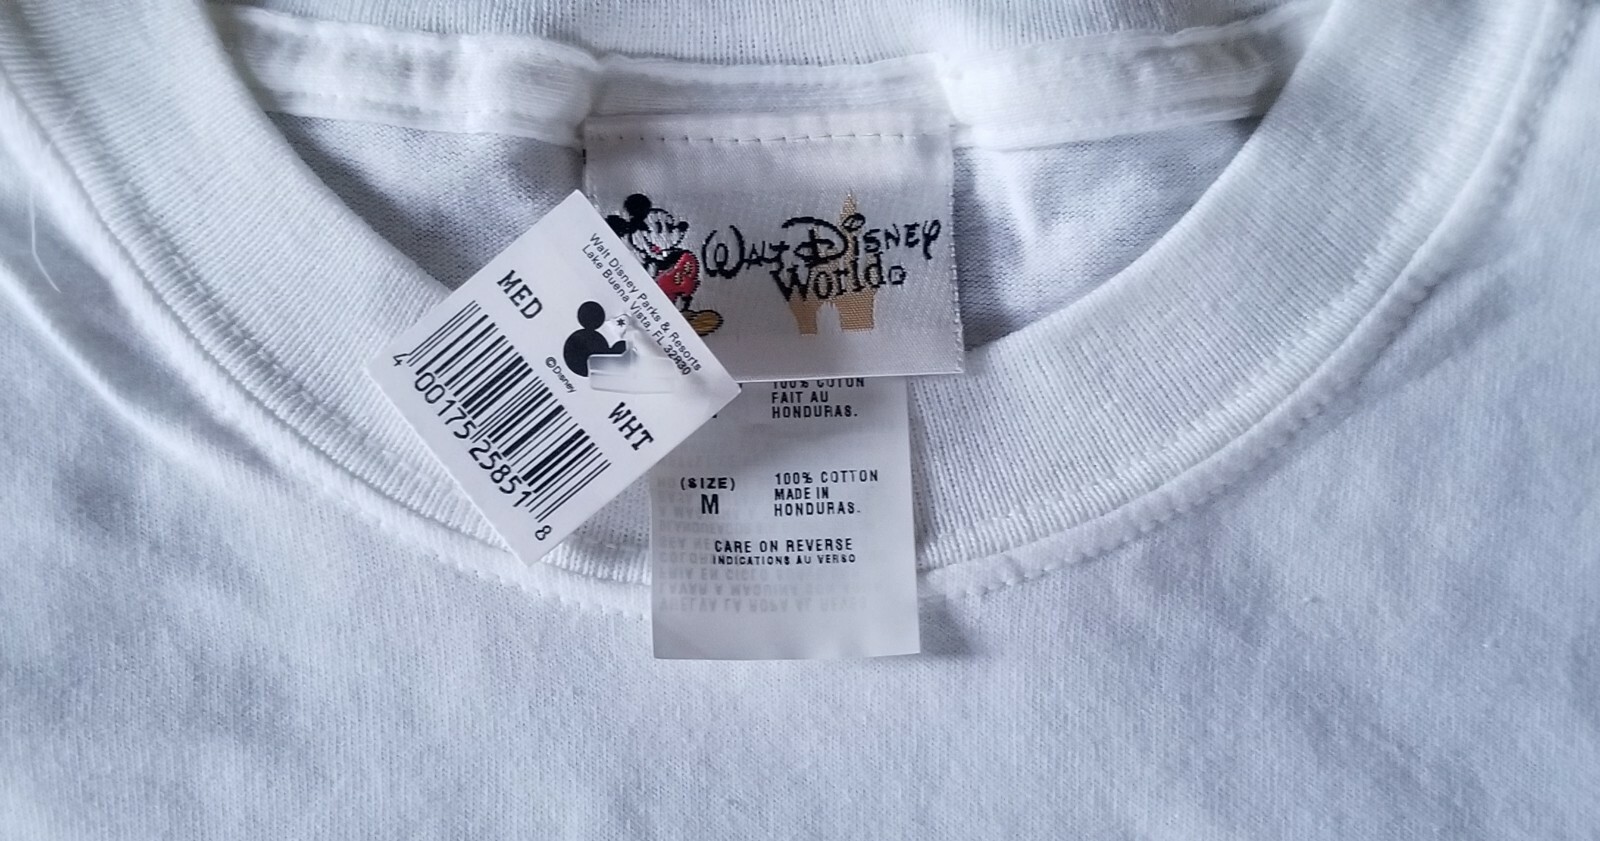 Walt Disney Parks & Resorts
Lake Buena Vista, FL 32830
MED
©Disney
WHT
4 00175 25851 8
WALT DISNEY
World
100% COTON
FAIT AU
HONDURAS.
(SIZE)
M
100% COTTON
MADE IN
HONDURAS.
CARE ON REVERSE
INDICATIONS AU VERSO